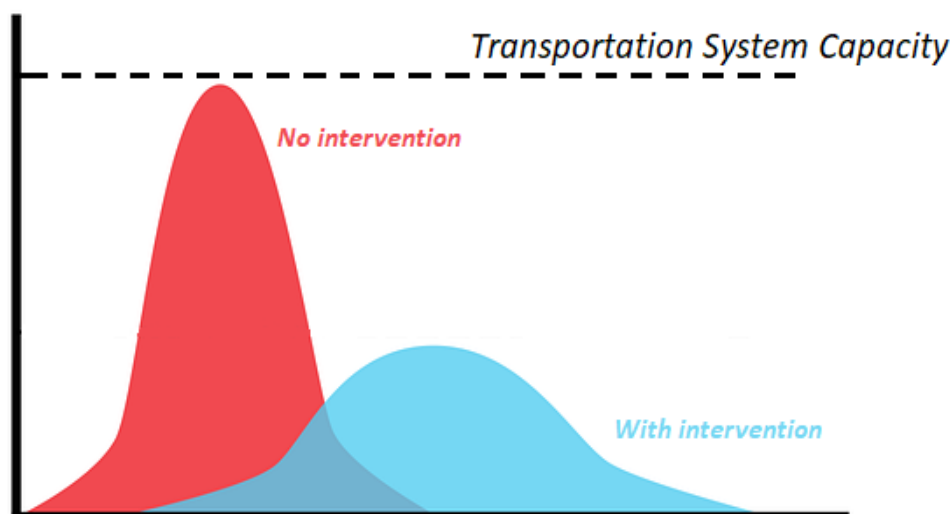 Transportation System Capacity
No intervention
With intervention